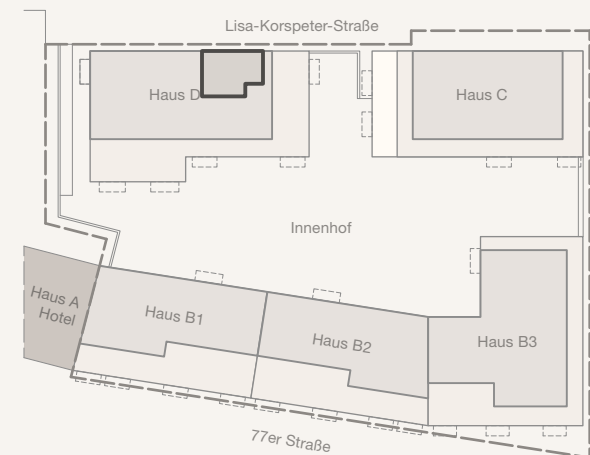 Lisa-Korspeter-Straße
Haus D
Haus C
Innenhof
Haus A
Hotel
Haus B1
Haus B2
Haus B3
77er Straße